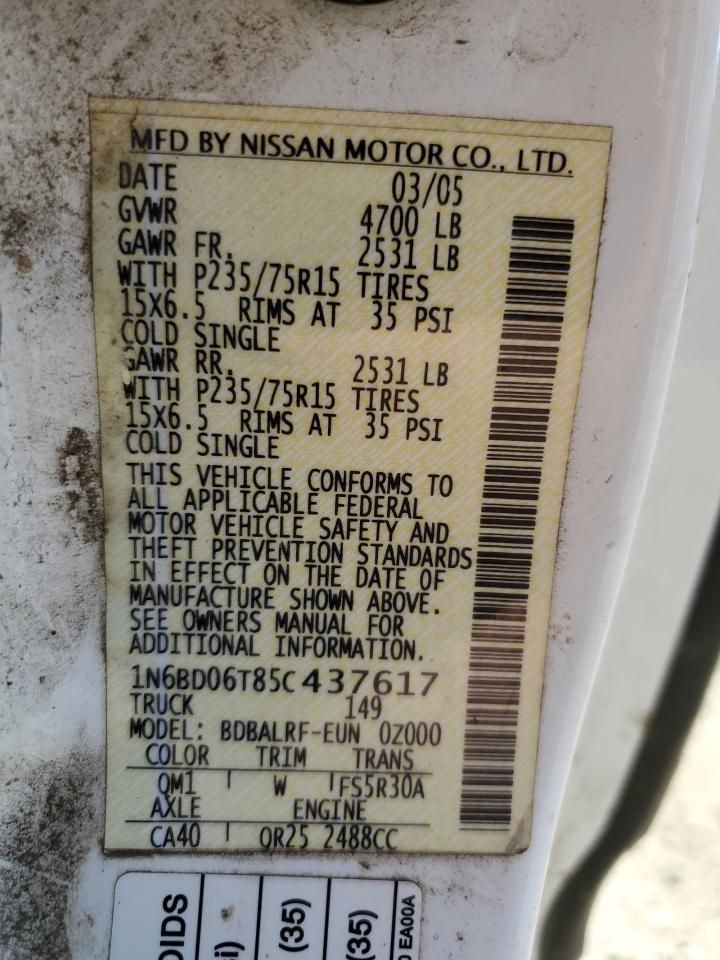 MFD BY NISSAN MOTOR CO., LTD.
DATE 03/05
GVWR 4700 LB
GAWR FR. 2531 LB
WITH P235/75R15 TIRES
15X6.5 RIMS AT 35 PSI
COLD SINGLE
GAWR RR. 2531 LB
WITH P235/75R15 TIRES
15X6.5 RIMS AT 35 PSI
COLD SINGLE
THIS VEHICLE CONFORMS TO
ALL APPLICABLE FEDERAL
MOTOR VEHICLE SAFETY AND
THEFT PREVENTION STANDARDS
IN EFFECT ON THE DATE OF
MANUFACTURE SHOWN ABOVE.
SEE OWNERS MANUAL FOR
ADDITIONAL INFORMATION.
1N6BD06T85C437617
TRUCK 149
MODEL: BDBALRF-EUN 0Z000
COLOR TRIM TRANS
QM1 W FS5R30A
AXLE ENGINE
CA40 QR25 2488CC
(35)
(35)
EA00A